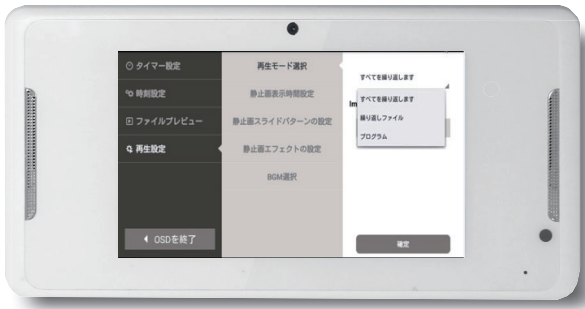 タイマー設定
時刻設定
ファイルプレビュー
再生設定
OSDを終了
再生モード選択
静止画表示時間設定
静止画スライドパターンの設定
静止画エフェクトの設定
BGM選択
すべてを繰り返します
Im
すべてを繰り返します
繰り返しファイル
プログラム
確定